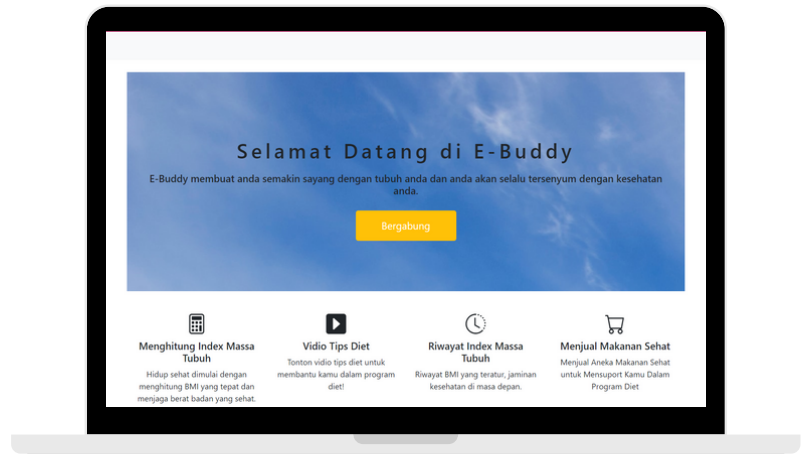 Selamat Datang di E-Buddy
E-Buddy membuat anda semakin sayang dengan tubuh anda dan anda akan selalu tersenyum dengan kesehatan
anda.
Bergabung
Menghitung Index Massa
Tubuh
Hidup sehat dimulai dengan
menghitung BMI yang tepat dan
menjaga berat badan yang sehat.
Vidio Tips Diet
Tonton vidio tips diet untuk
membantu kamu dalam program
diet!
Riwayat Index Massa
Tubuh
Riwayat BMI yang teratur, jaminan
kesehatan di masa depan.
Menjual Makanan Sehat
Menjual Aneka Makanan Sehat
untuk Mensuport Kamu Dalam
Program Diet